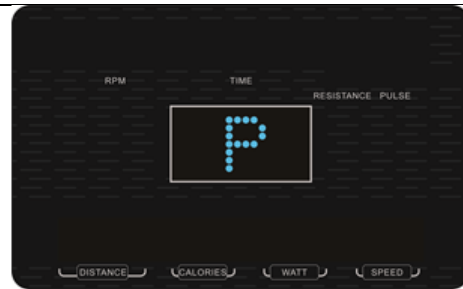 RPM TIME
RESISTANCE PULSE
P
DISTANCE CALORIES WATT SPEED